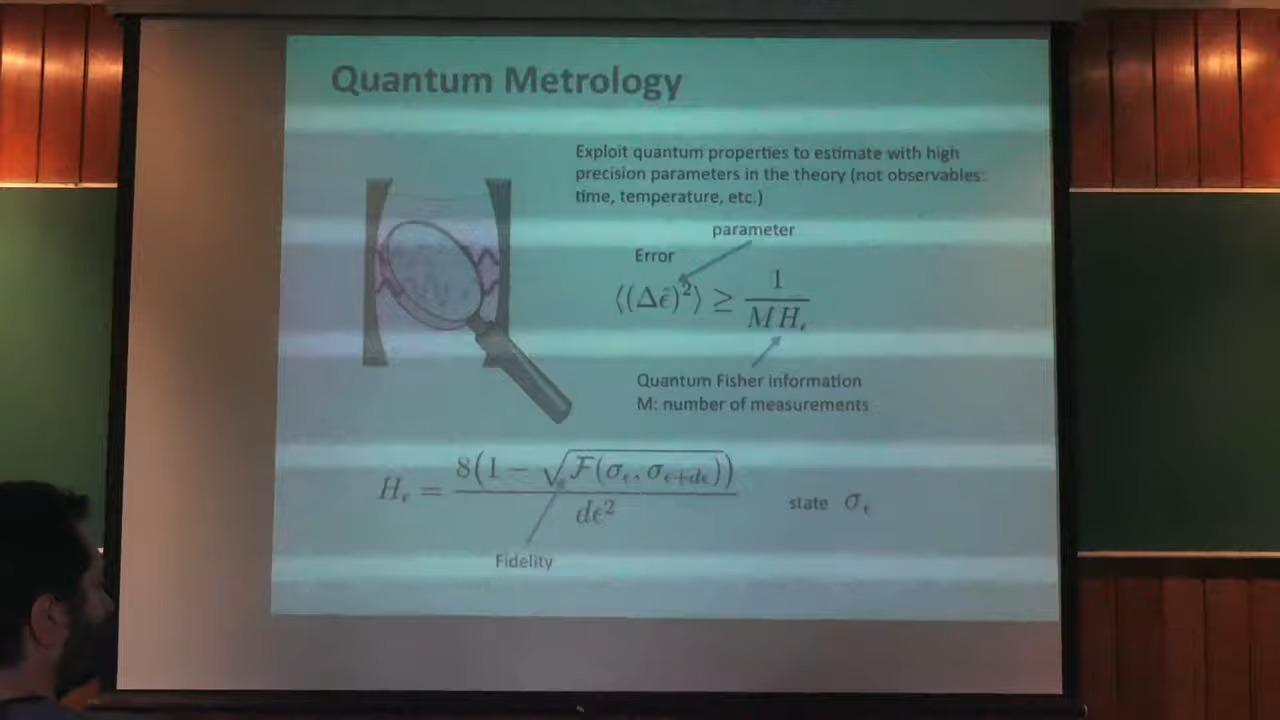 Quantum Metrology
Exploit quantum properties to estimate with high
precision parameters in the theory (not observables:
time, temperature, etc.)
parameter
Error
⟨(Δε̂)²⟩ ≥ 1/(MH_ϵ)
Quantum Fisher information
M: number of measurements
H_ϵ = 8(1 − √F(σ_ϵ, σ_{ϵ+dϵ}))/dϵ²
state σ_ϵ
Fidelity